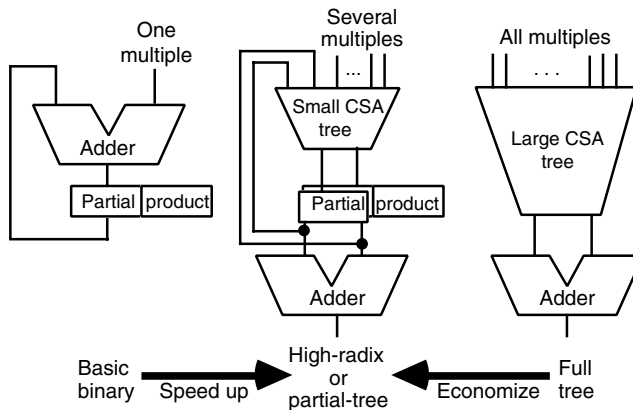 One
multiple
Adder
Partial product
Several
multiples
...
Small CSA
tree
Partial product
Adder
All multiples
. . .
Large CSA
tree
Adder
Basic
binary
Speed up
High-radix
or
partial-tree
Economize
Full
tree